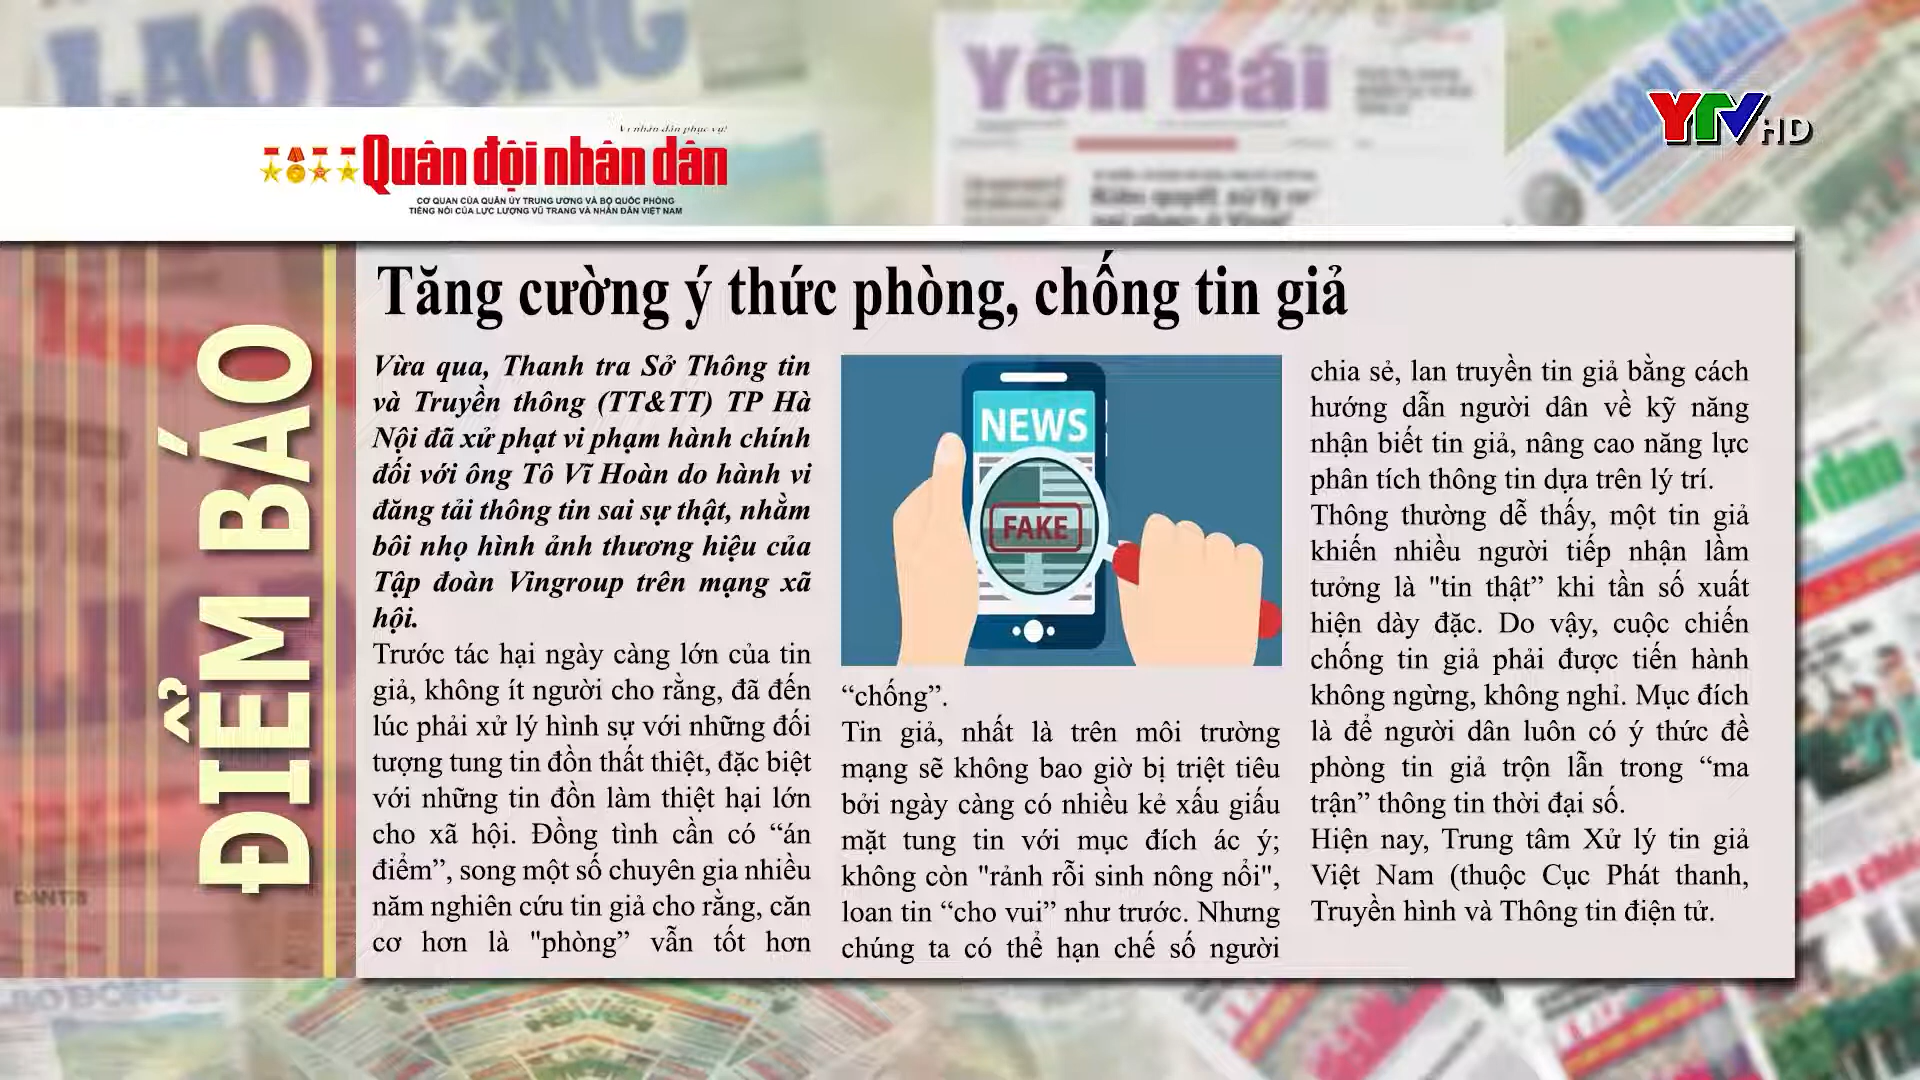 LAO ĐỘNG
Yên Bái
Nhân Dân
YTV HD
Vì nhân dân phục vụ!
Quân đội nhân dân
CƠ QUAN CỦA QUÂN ỦY TRUNG ƯƠNG VÀ BỘ QUỐC PHÒNG
TIẾNG NÓI CỦA LỰC LƯỢNG VŨ TRANG VÀ NHÂN DÂN VIỆT NAM
ĐIỂM BÁO
Tăng cường ý thức phòng, chống tin giả
Vừa qua, Thanh tra Sở Thông tin
và Truyền thông (TT&TT) TP Hà
Nội đã xử phạt vi phạm hành chính
đối với ông Tô Vĩ Hoàn do hành vi
đăng tải thông tin sai sự thật, nhằm
bôi nhọ hình ảnh thương hiệu của
Tập đoàn Vingroup trên mạng xã
hội.
Trước tác hại ngày càng lớn của tin
giả, không ít người cho rằng, đã đến
lúc phải xử lý hình sự với những đối
tượng tung tin đồn thất thiệt, đặc biệt
với những tin đồn làm thiệt hại lớn
cho xã hội. Đồng tình cần có “án
điểm”, song một số chuyên gia nhiều
năm nghiên cứu tin giả cho rằng, căn
cơ hơn là "phòng” vẫn tốt hơn
NEWS
FAKE
“chống”.
Tin giả, nhất là trên môi trường
mạng sẽ không bao giờ bị triệt tiêu
bởi ngày càng có nhiều kẻ xấu giấu
mặt tung tin với mục đích ác ý;
không còn "rảnh rỗi sinh nông nổi",
loan tin “cho vui” như trước. Nhưng
chúng ta có thể hạn chế số người
chia sẻ, lan truyền tin giả bằng cách
hướng dẫn người dân về kỹ năng
nhận biết tin giả, nâng cao năng lực
phân tích thông tin dựa trên lý trí.
Thông thường dễ thấy, một tin giả
khiến nhiều người tiếp nhận lầm
tưởng là "tin thật” khi tần số xuất
hiện dày đặc. Do vậy, cuộc chiến
chống tin giả phải được tiến hành
không ngừng, không nghỉ. Mục đích
là để người dân luôn có ý thức đề
phòng tin giả trộn lẫn trong “ma
trận” thông tin thời đại số.
Hiện nay, Trung tâm Xử lý tin giả
Việt Nam (thuộc Cục Phát thanh,
Truyền hình và Thông tin điện tử.